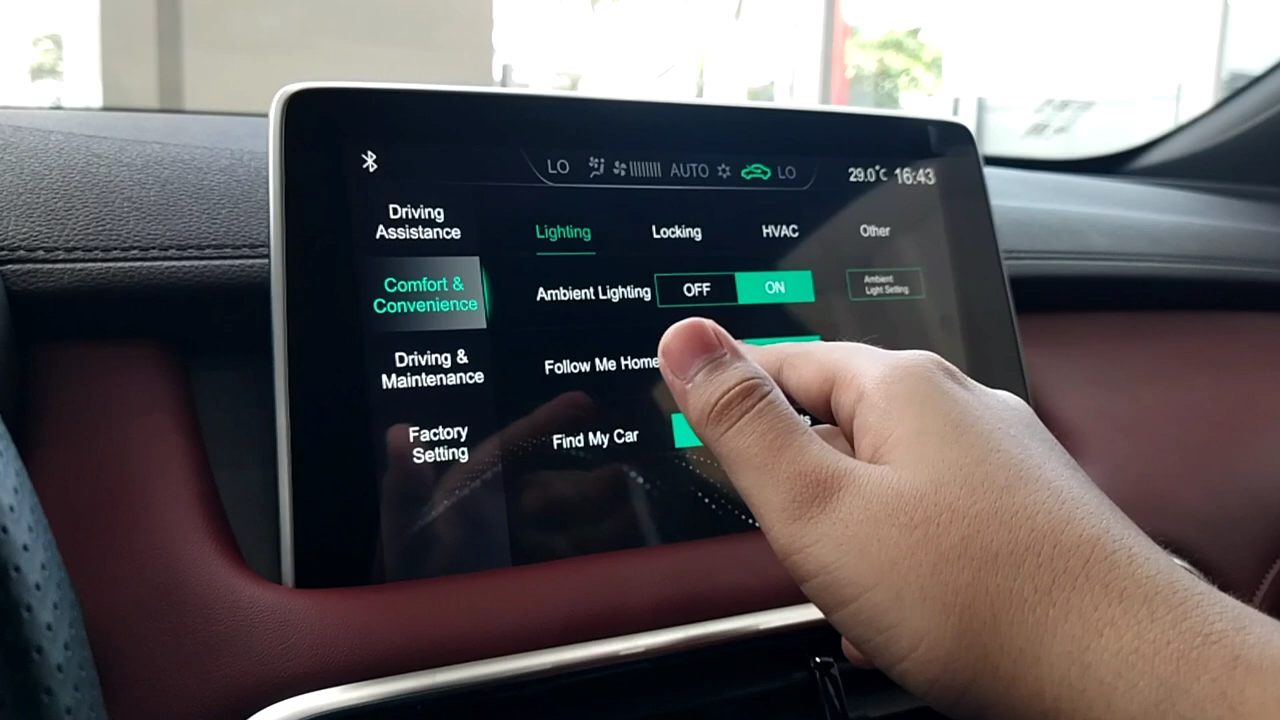 LO AUTO LO
29.0°C 16:43
Driving
Assistance
Comfort &
Convenience
Driving &
Maintenance
Factory
Setting
Lighting Locking HVAC Other
Ambient Lighting OFF ON
Ambient
Light Setting
Follow Me Home
Find My Car